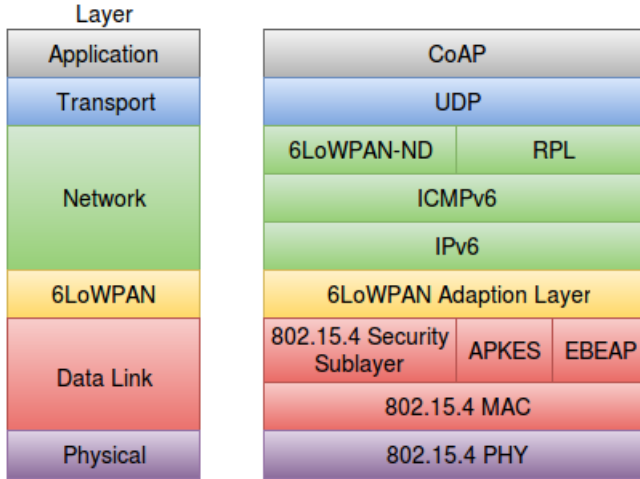 Layer
Application
CoAP
Transport
UDP
Network
6LoWPAN-ND
RPL
ICMPv6
IPv6
6LoWPAN
6LoWPAN Adaption Layer
Data Link
802.15.4 Security
Sublayer
APKES
EBEAP
802.15.4 MAC
Physical
802.15.4 PHY